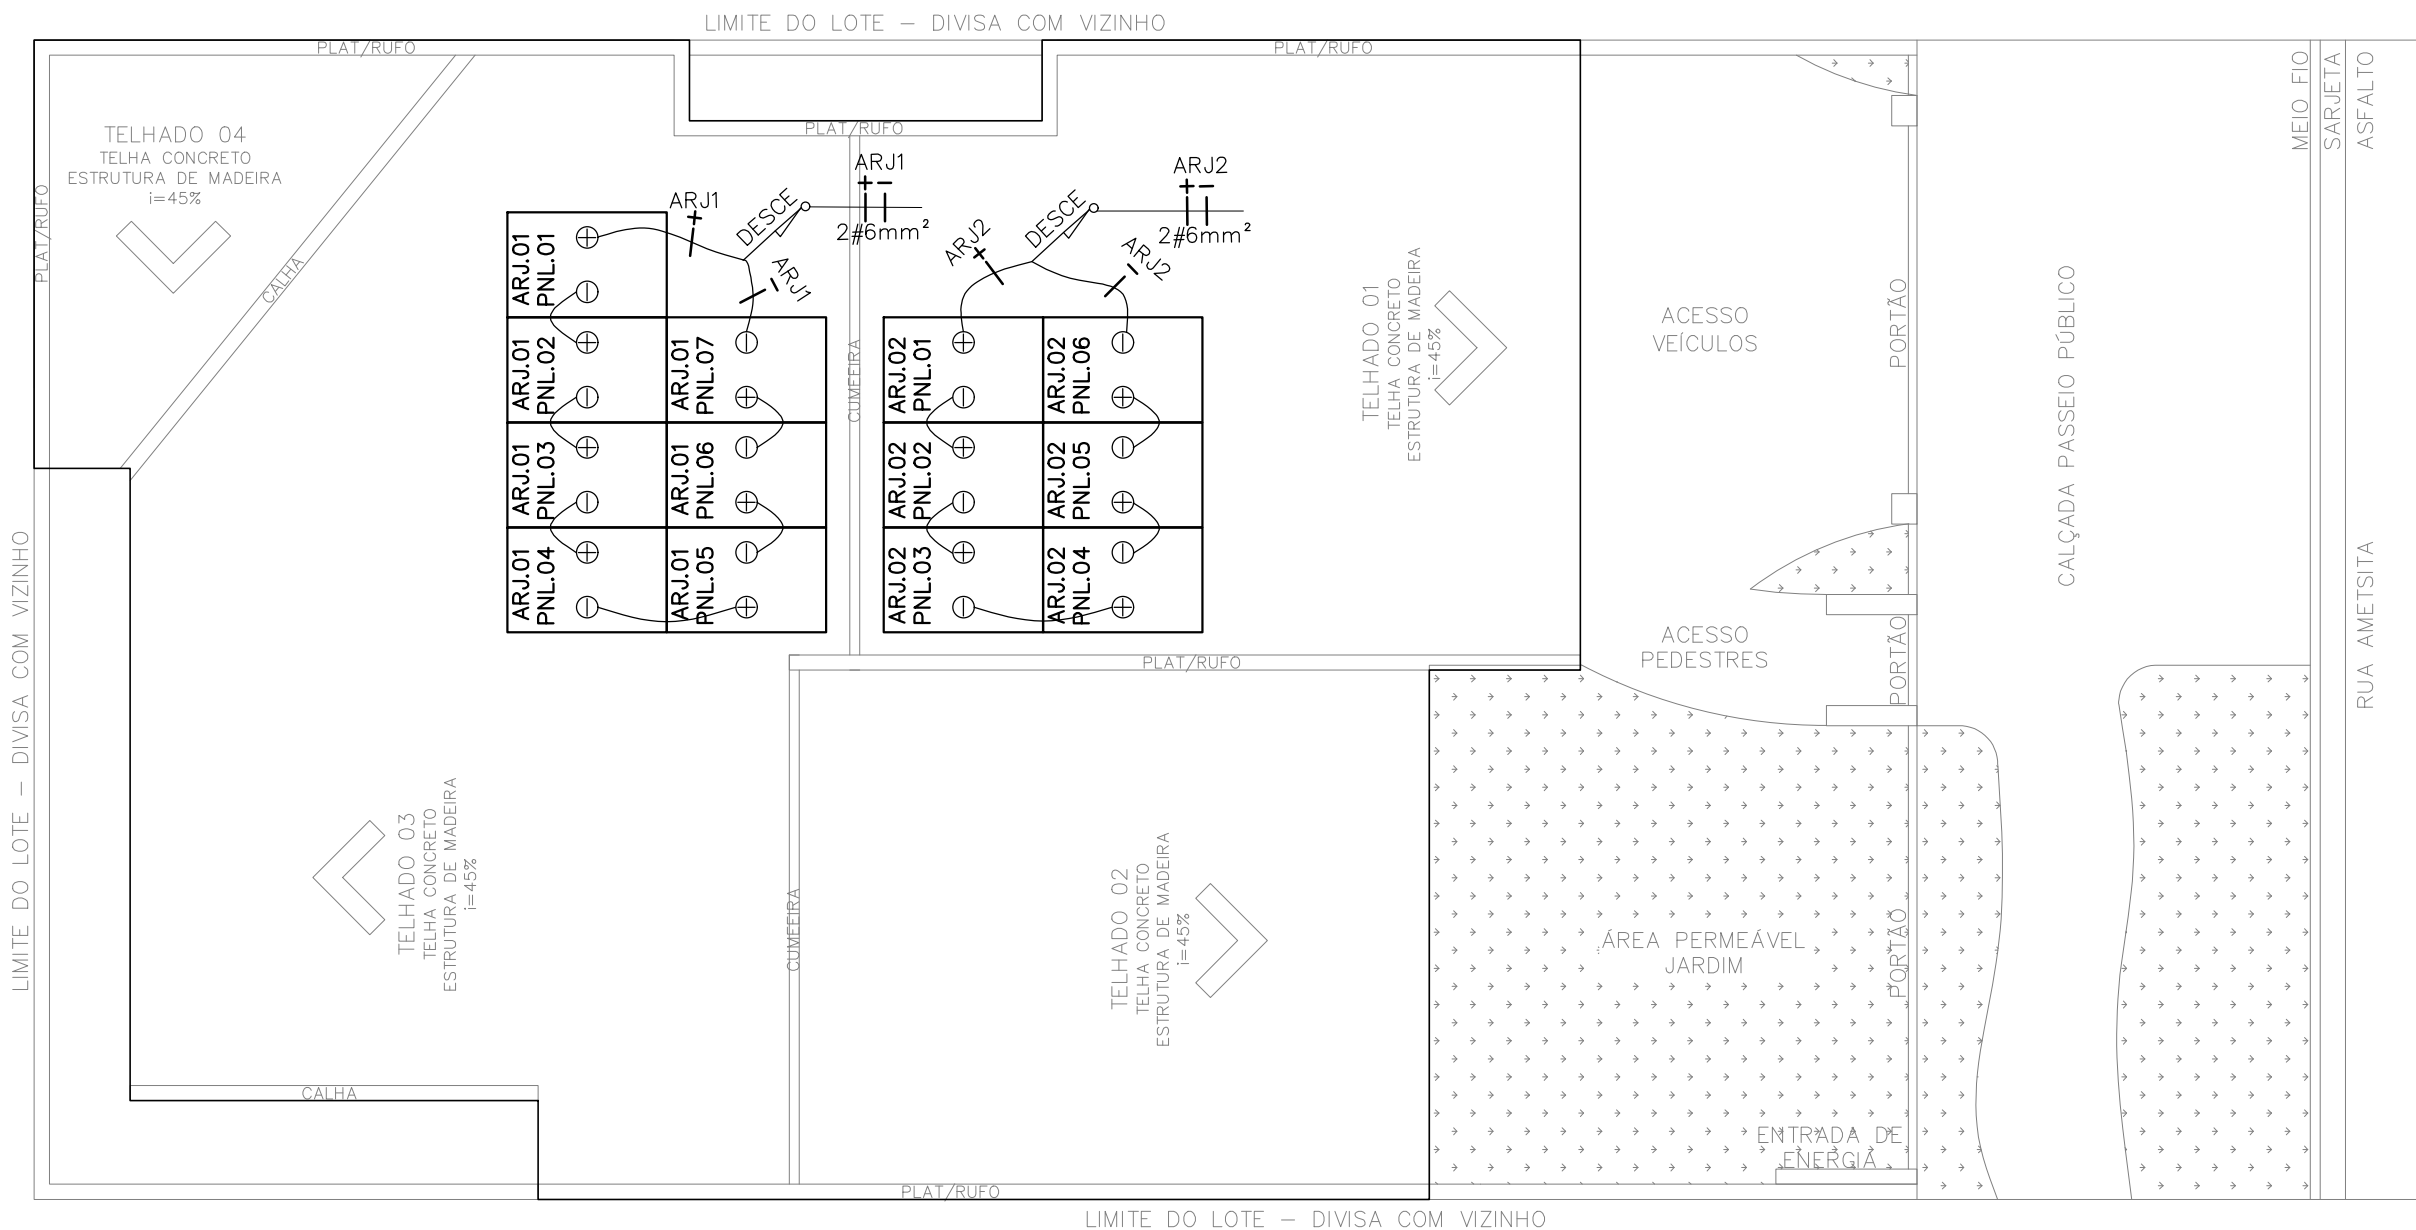 LIMITE DO LOTE – DIVISA COM VIZINHO
PLAT/RUFO
PLAT/RUFO
PLAT/RUFO
PLAT/RUFO
TELHADO 04
TELHA CONCRETO
ESTRUTURA DE MADEIRA
i=45%
CALHA
ARJ1
DESCE
ARJ1
2#6mm²
ARJ1
ARJ2
DESCE
ARJ2
2#6mm²
ARJ2
ARJ.01
PNL.01
ARJ.01
PNL.02
ARJ.01
PNL.03
ARJ.01
PNL.04
ARJ.01
PNL.07
ARJ.01
PNL.06
ARJ.01
PNL.05
CUMEEIRA
ARJ.02
PNL.01
ARJ.02
PNL.02
ARJ.02
PNL.03
ARJ.02
PNL.06
ARJ.02
PNL.05
ARJ.02
PNL.04
TELHADO 01
TELHA CONCRETO
ESTRUTURA DE MADEIRA
i=45%
ACESSO
VEÍCULOS
PORTÃO
CALÇADA PASSEIO PÚBLICO
MEIO FIO
SARJETA
ASFALTO
RUA AMETSITA
ACESSO
PEDESTRES
PORTÃO
PLAT/RUFO
LIMITE DO LOTE – DIVISA COM VIZINHO
TELHADO 03
TELHA CONCRETO
ESTRUTURA DE MADEIRA
i=45%
CUMEEIRA
TELHADO 02
TELHA CONCRETO
ESTRUTURA DE MADEIRA
i=45%
ÁREA PERMEÁVEL
JARDIM
PORTÃO
CALHA
ENTRADA DE
ENERGIA
PLAT/RUFO
LIMITE DO LOTE – DIVISA COM VIZINHO